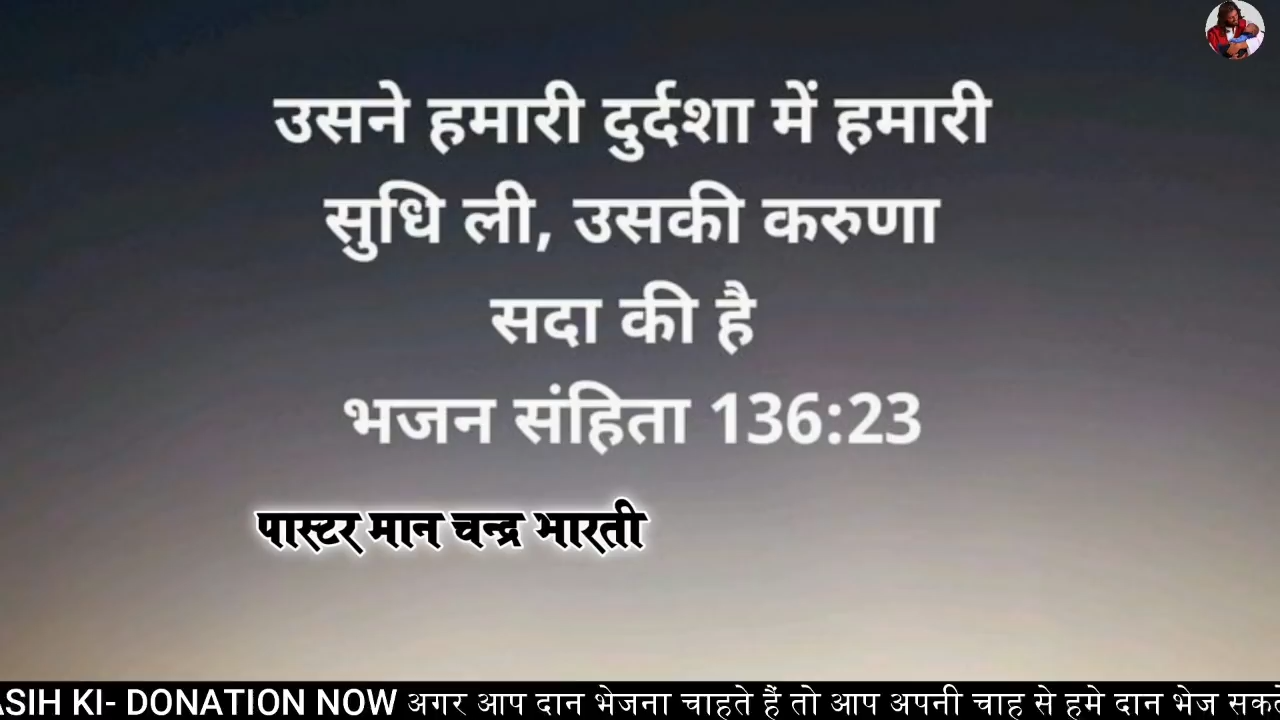 उसने हमारी दुर्दशा में हमारी
सुधि ली, उसकी करुणा
सदा की है
भजन संहिता 136:23
पास्टर मान चन्द्र भारती
ASIH KI- DONATION NOW अगर आप दान भेजना चाहते हैं तो आप अपनी चाह से हमे दान भेज सकते